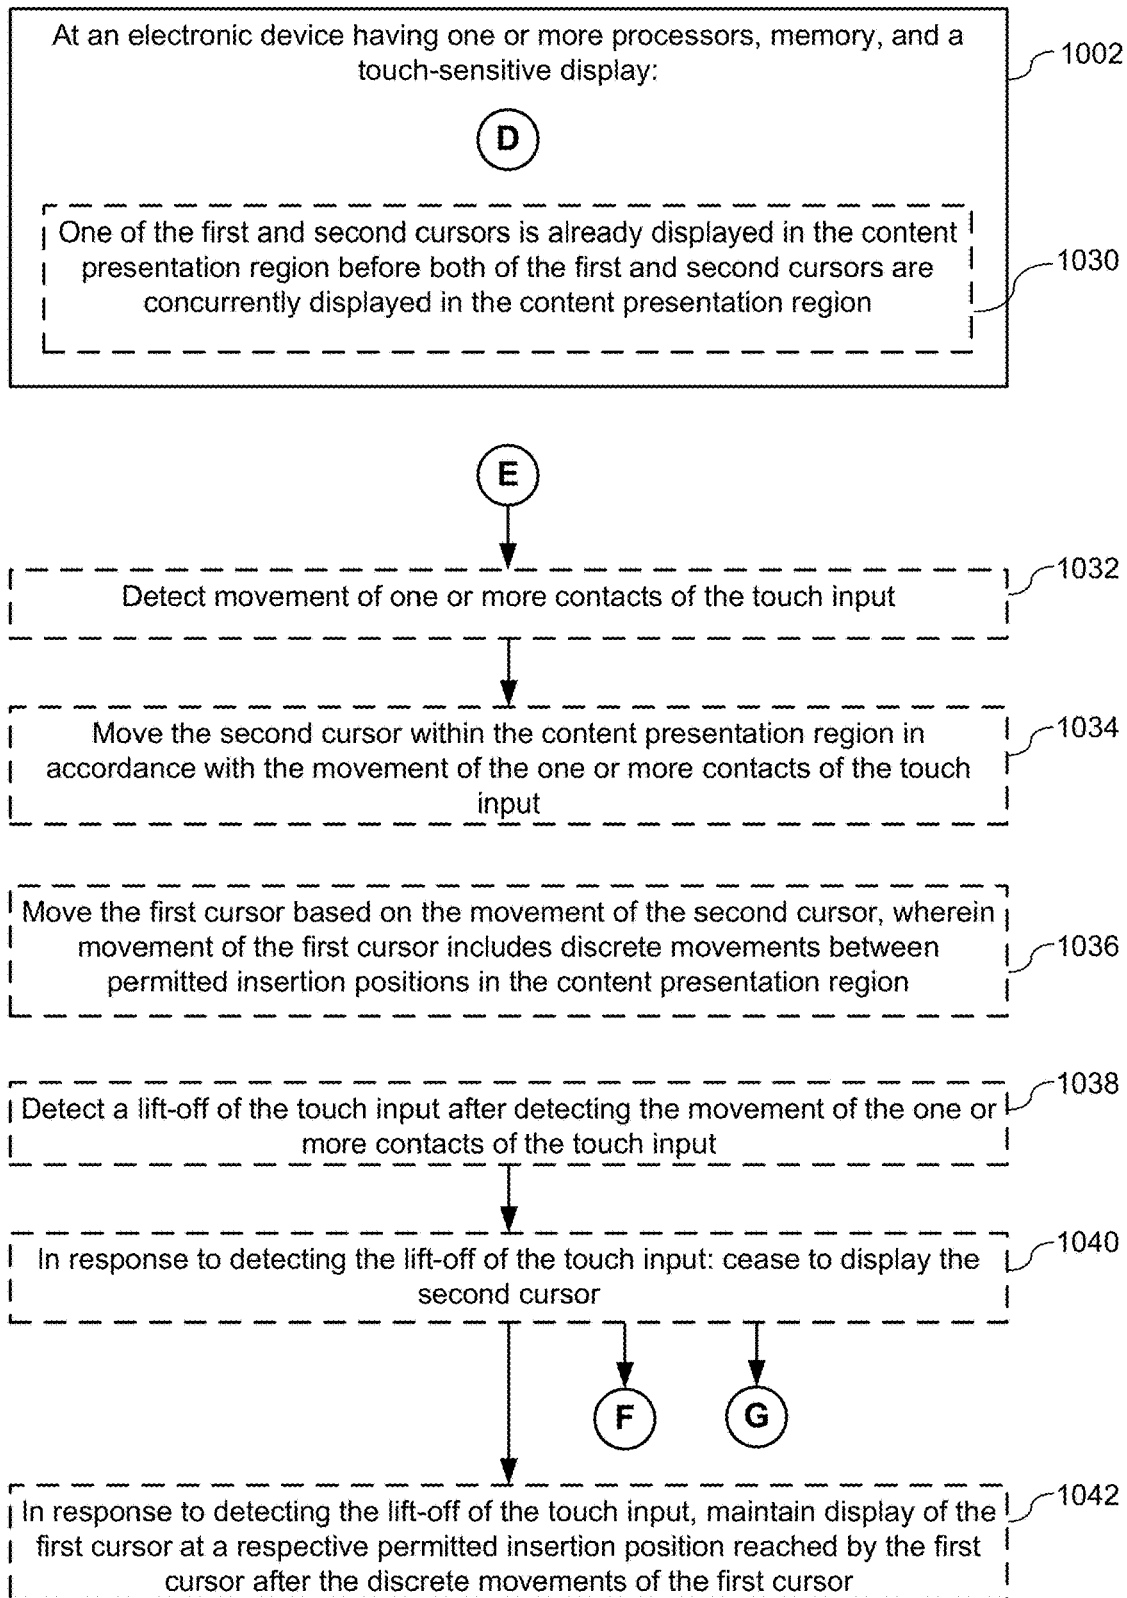 At an electronic device having one or more processors, memory, and a
touch-sensitive display:
1002
D
One of the first and second cursors is already displayed in the content
presentation region before both of the first and second cursors are
concurrently displayed in the content presentation region
1030
E
1032
Detect movement of one or more contacts of the touch input
1034
Move the second cursor within the content presentation region in
accordance with the movement of the one or more contacts of the touch
input
Move the first cursor based on the movement of the second cursor, wherein
movement of the first cursor includes discrete movements between
permitted insertion positions in the content presentation region
1036
1038
Detect a lift-off of the touch input after detecting the movement of the one or
more contacts of the touch input
1040
In response to detecting the lift-off of the touch input: cease to display the
second cursor
F
G
1042
In response to detecting the lift-off of the touch input, maintain display of the
first cursor at a respective permitted insertion position reached by the first
cursor after the discrete movements of the first cursor